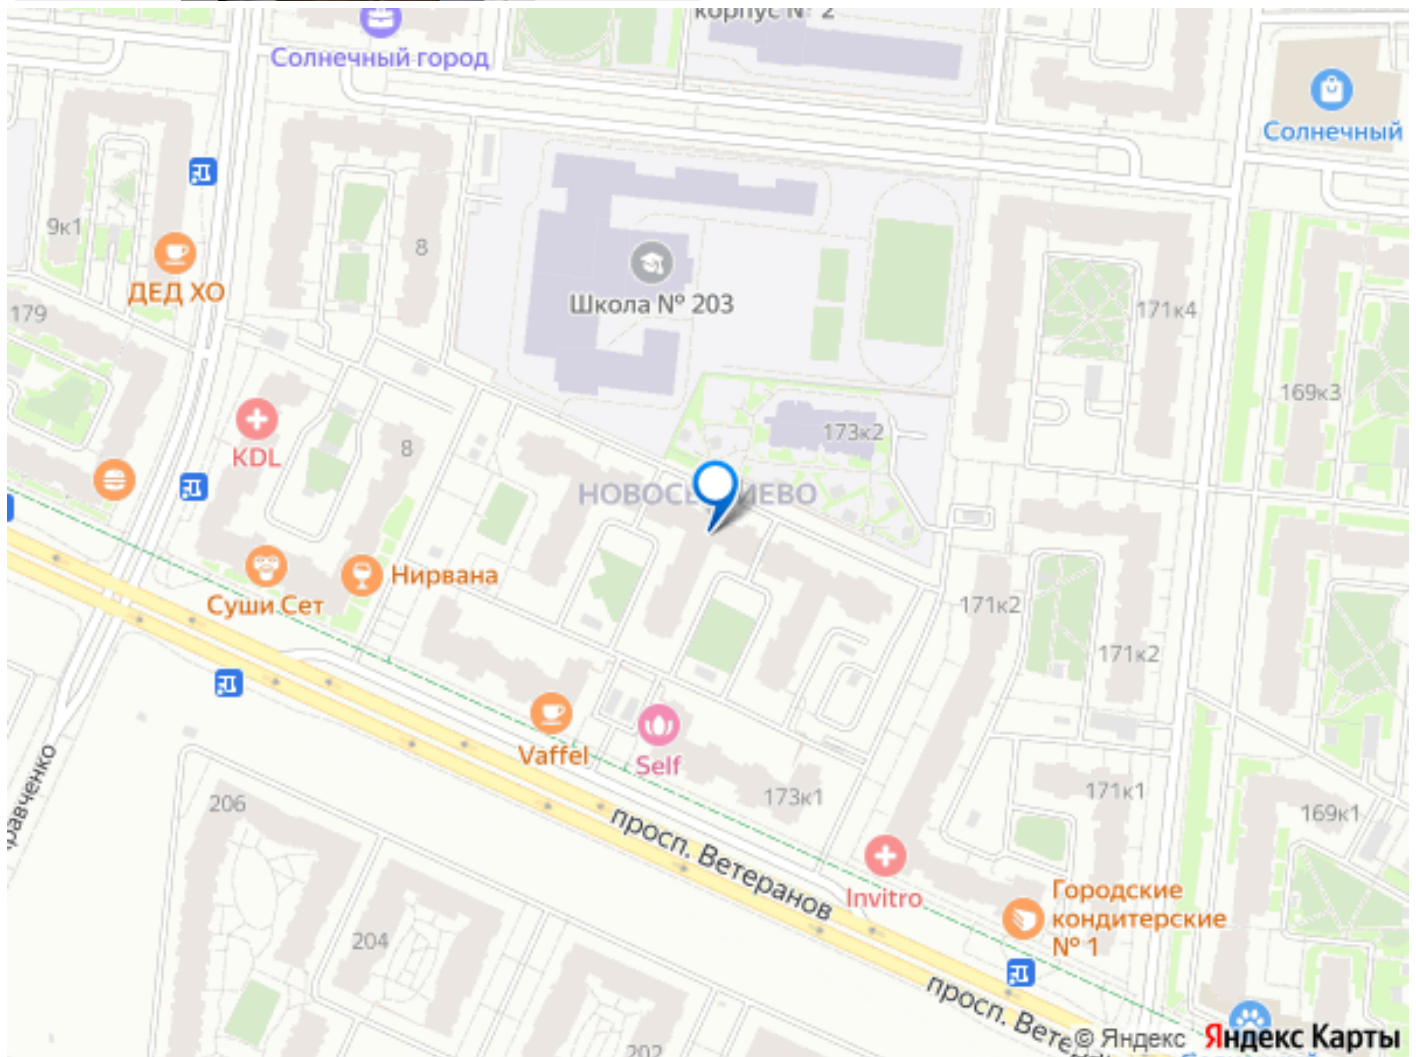 корпус № 2
Солнечный город
Солнечный
9к1
ДЕД ХО
8
Школа № 203
171к4
179
169к3
KDL
8
173к2
Нирвана
Суши Сет
171к2
171к2
Vaffel
Self
173к1
171к1
169к1
206
просп. Ветеранов
Invitro
Городские
кондитерские
№ 1
204
просп. Вете
202
© Яндекс
Яндекс Карты